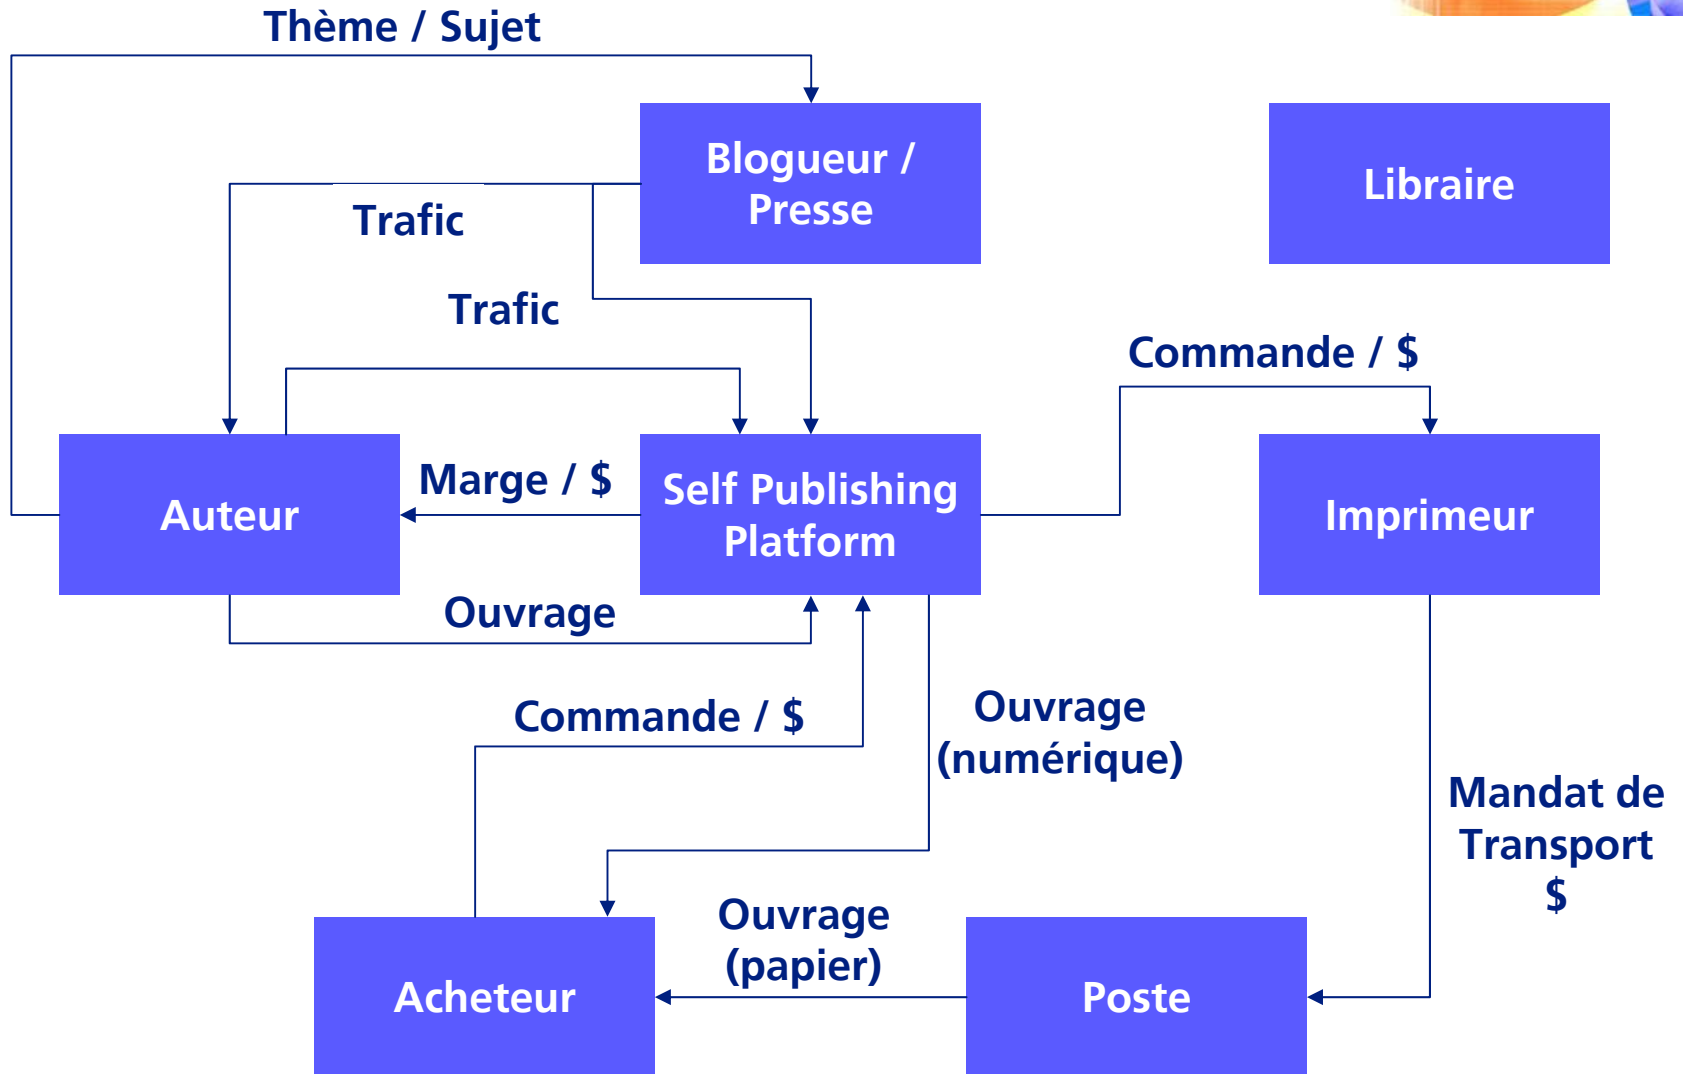 Thème / Sujet
Blogueur /
Presse
Libraire
Trafic
Trafic
Commande / $
Auteur
Marge / $
Self Publishing
Platform
Imprimeur
Ouvrage
Commande / $
Ouvrage
(numérique)
Mandat de
Transport
$
Acheteur
Ouvrage
(papier)
Poste